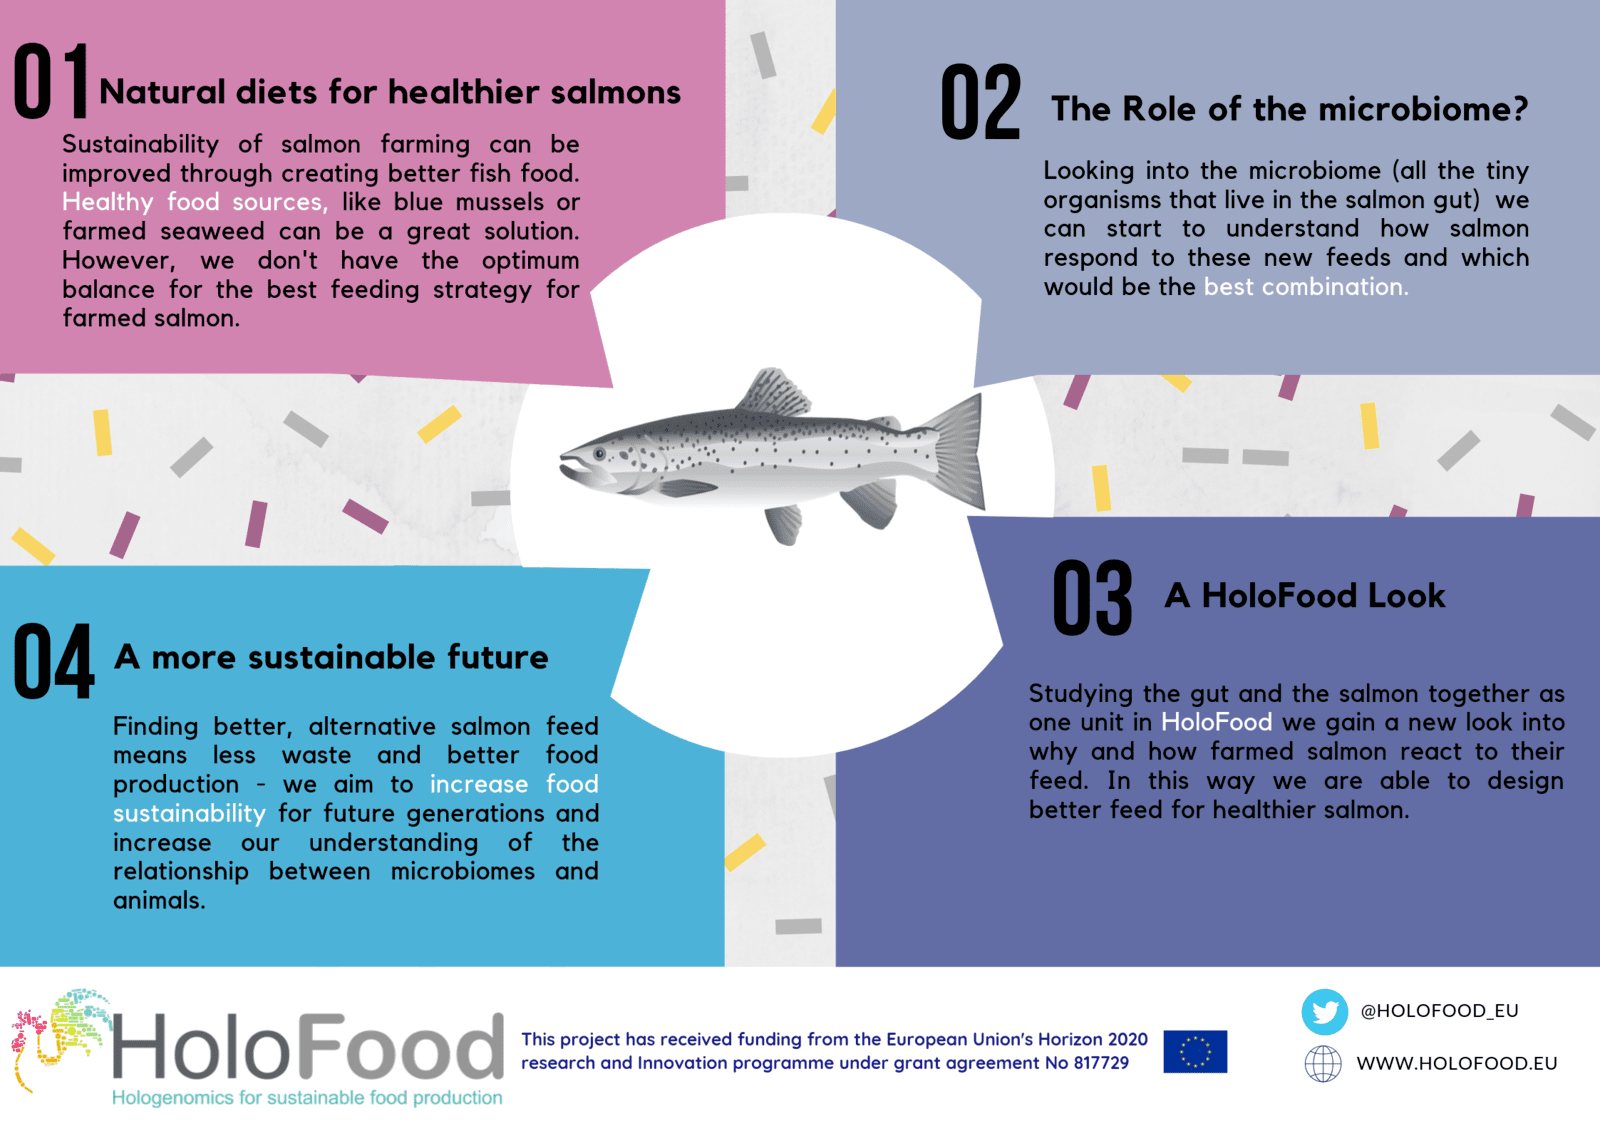 01 Natural diets for healthier salmons
Sustainability of salmon farming can be
improved through creating better fish food.
Healthy food sources, like blue mussels or
farmed seaweed can be a great solution.
However, we don't have the optimum
balance for the best feeding strategy for
farmed salmon.
02 The Role of the microbiome?
Looking into the microbiome (all the tiny
organisms that live in the salmon gut) we
can start to understand how salmon
respond to these new feeds and which
would be the best combination.
03 A HoloFood Look
Studying the gut and the salmon together as
one unit in HoloFood we gain a new look into
why and how farmed salmon react to their
feed. In this way we are able to design
better feed for healthier salmon.
04 A more sustainable future
Finding better, alternative salmon feed
means less waste and better food
production - we aim to increase food
sustainability for future generations and
increase our understanding of the
relationship between microbiomes and
animals.
HoloFood
Hologenomics for sustainable food production
This project has received funding from the European Union's Horizon 2020
research and Innovation programme under grant agreement No 817729
@HOLOFOOD_EU
WWW.HOLOFOOD.EU